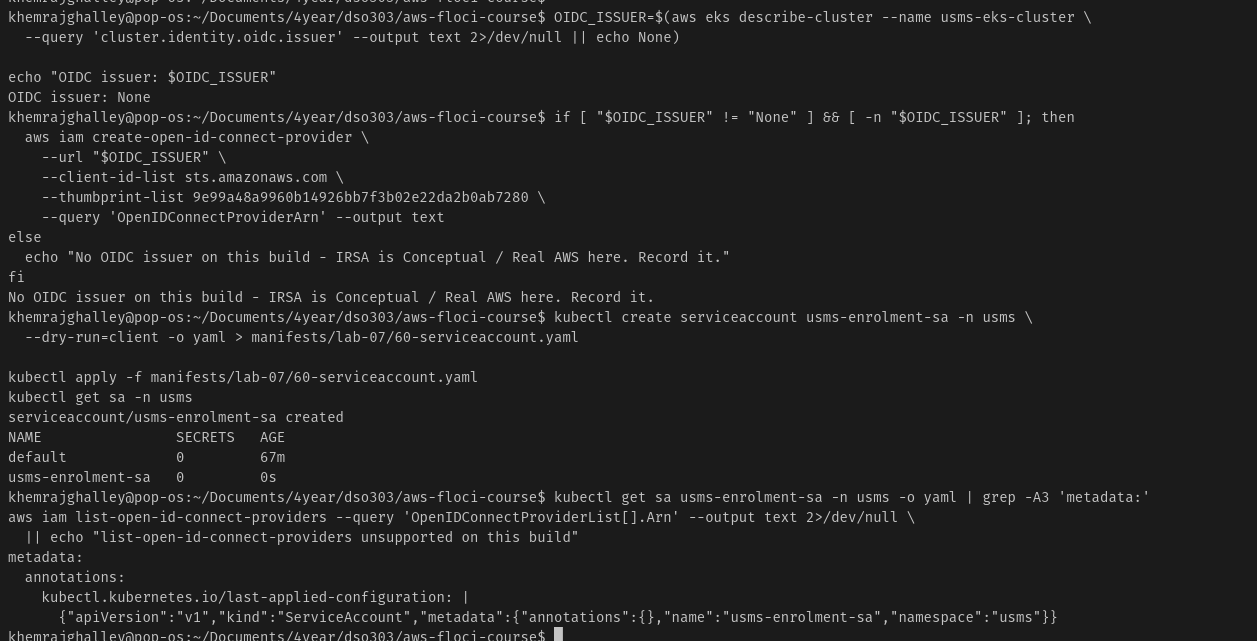 khemrajghalley@pop-os:~/Documents/4year/dso303/aws-floci-course$ OIDC_ISSUER=$(aws eks describe-cluster --name usms-eks-cluster \
  --query 'cluster.identity.oidc.issuer' --output text 2>/dev/null || echo None)

echo "OIDC issuer: $OIDC_ISSUER"
OIDC issuer: None
khemrajghalley@pop-os:~/Documents/4year/dso303/aws-floci-course$ if [ "$OIDC_ISSUER" != "None" ] && [ -n "$OIDC_ISSUER" ]; then
  aws iam create-open-id-connect-provider \
    --url "$OIDC_ISSUER" \
    --client-id-list sts.amazonaws.com \
    --thumbprint-list 9e99a48a9960b14926bb7f3b02e22da2b0ab7280 \
    --query 'OpenIDConnectProviderArn' --output text
else
  echo "No OIDC issuer on this build - IRSA is Conceptual / Real AWS here. Record it."
fi
No OIDC issuer on this build - IRSA is Conceptual / Real AWS here. Record it.
khemrajghalley@pop-os:~/Documents/4year/dso303/aws-floci-course$ kubectl create serviceaccount usms-enrolment-sa -n usms \
  --dry-run=client -o yaml > manifests/lab-07/60-serviceaccount.yaml

kubectl apply -f manifests/lab-07/60-serviceaccount.yaml
kubectl get sa -n usms
serviceaccount/usms-enrolment-sa created
NAME                SECRETS   AGE
default             0         67m
usms-enrolment-sa   0         0s
khemrajghalley@pop-os:~/Documents/4year/dso303/aws-floci-course$ kubectl get sa usms-enrolment-sa -n usms -o yaml | grep -A3 'metadata:'
aws iam list-open-id-connect-providers --query 'OpenIDConnectProviderList[].Arn' --output text 2>/dev/null \
  || echo "list-open-id-connect-providers unsupported on this build"
metadata:
  annotations:
    kubectl.kubernetes.io/last-applied-configuration: |
      {"apiVersion":"v1","kind":"ServiceAccount","metadata":{"annotations":{},"name":"usms-enrolment-sa","namespace":"usms"}}
khemrajghalley@pop-os:~/Documents/4year/dso303/aws-floci-course$